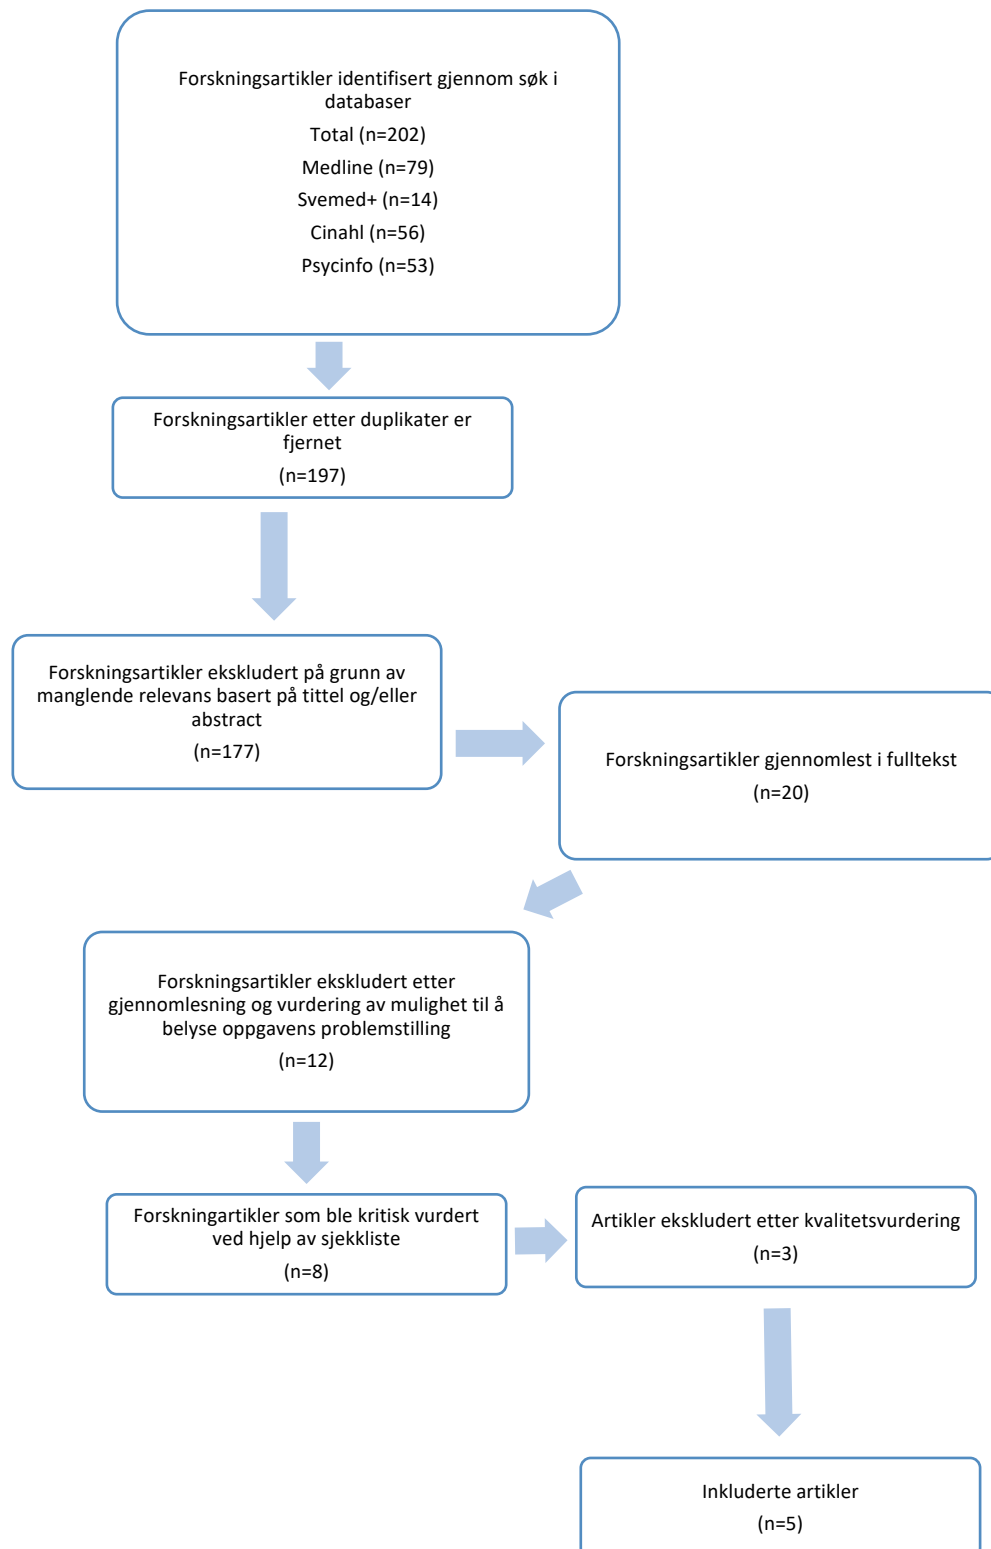 Forskningsartikler identifisert gjennom søk i
databaser
Total (n=202)
Medline (n=79)
Svemed+ (n=14)
Cinahl (n=56)
Psycinfo (n=53)
Forskningsartikler etter duplikater er
fjernet
(n=197)
Forskningsartikler ekskludert på grunn av
manglende relevans basert på tittel og/eller
abstract
(n=177)
Forskningsartikler gjennomlest i fulltekst
(n=20)
Forskningsartikler ekskludert etter
gjennomlesning og vurdering av mulighet til å
belyse oppgavens problemstilling
(n=12)
Forskningartikler som ble kritisk vurdert
ved hjelp av sjekkliste
(n=8)
Artikler ekskludert etter kvalitetsvurdering
(n=3)
Inkluderte artikler
(n=5)